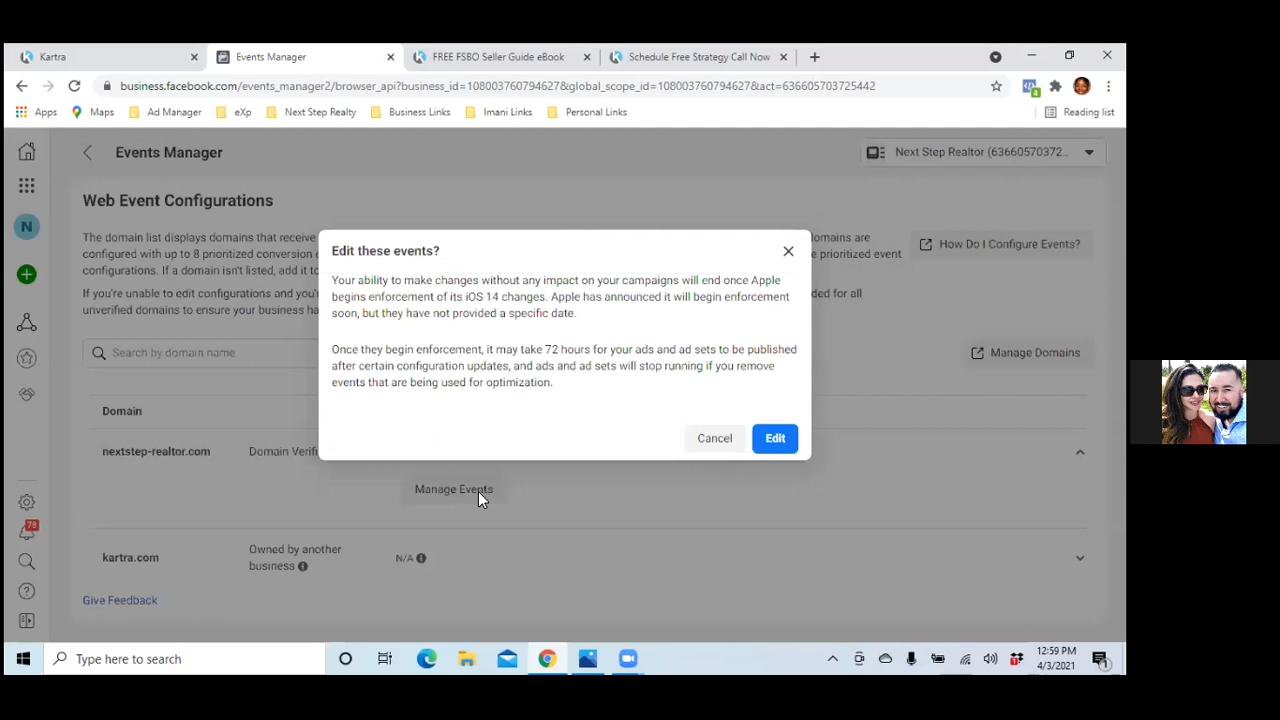 Kartra
Events Manager
FREE FSBO Seller Guide eBook
Schedule Free Strategy Call Now
business.facebook.com/events_manager2/browser_api?business_id=108003760794627&global_scope_id=108003760794627&act=636605703725442
Apps
Maps
Ad Manager
eXp
Next Step Realty
Business Links
Imani Links
Personal Links
Reading list
Events Manager
Next Step Realtor (63660570372...
N
Web Event Configurations
The domain list displays domains that receive
omains are
configured with up to 8 prioritized conversion e
e prioritized event
configurations. If a domain isn't listed, add it to
How Do I Configure Events?
If you're unable to edit configurations and you'
ded for all
unverified domains to ensure your business ha
Search by domain name
Manage Domains
Domain
nextstep-realtor.com
Domain Verifi
Manage Events
kartra.com
Owned by another
business
N/A
Give Feedback
Edit these events?
Your ability to make changes without any impact on your campaigns will end once Apple
begins enforcement of its iOS 14 changes. Apple has announced it will begin enforcement
soon, but they have not provided a specific date.
Once they begin enforcement, it may take 72 hours for your ads and ad sets to be published
after certain configuration updates, and ads and ad sets will stop running if you remove
events that are being used for optimization.
Cancel
Edit
78
Type here to search
12:59 PM
4/3/2021